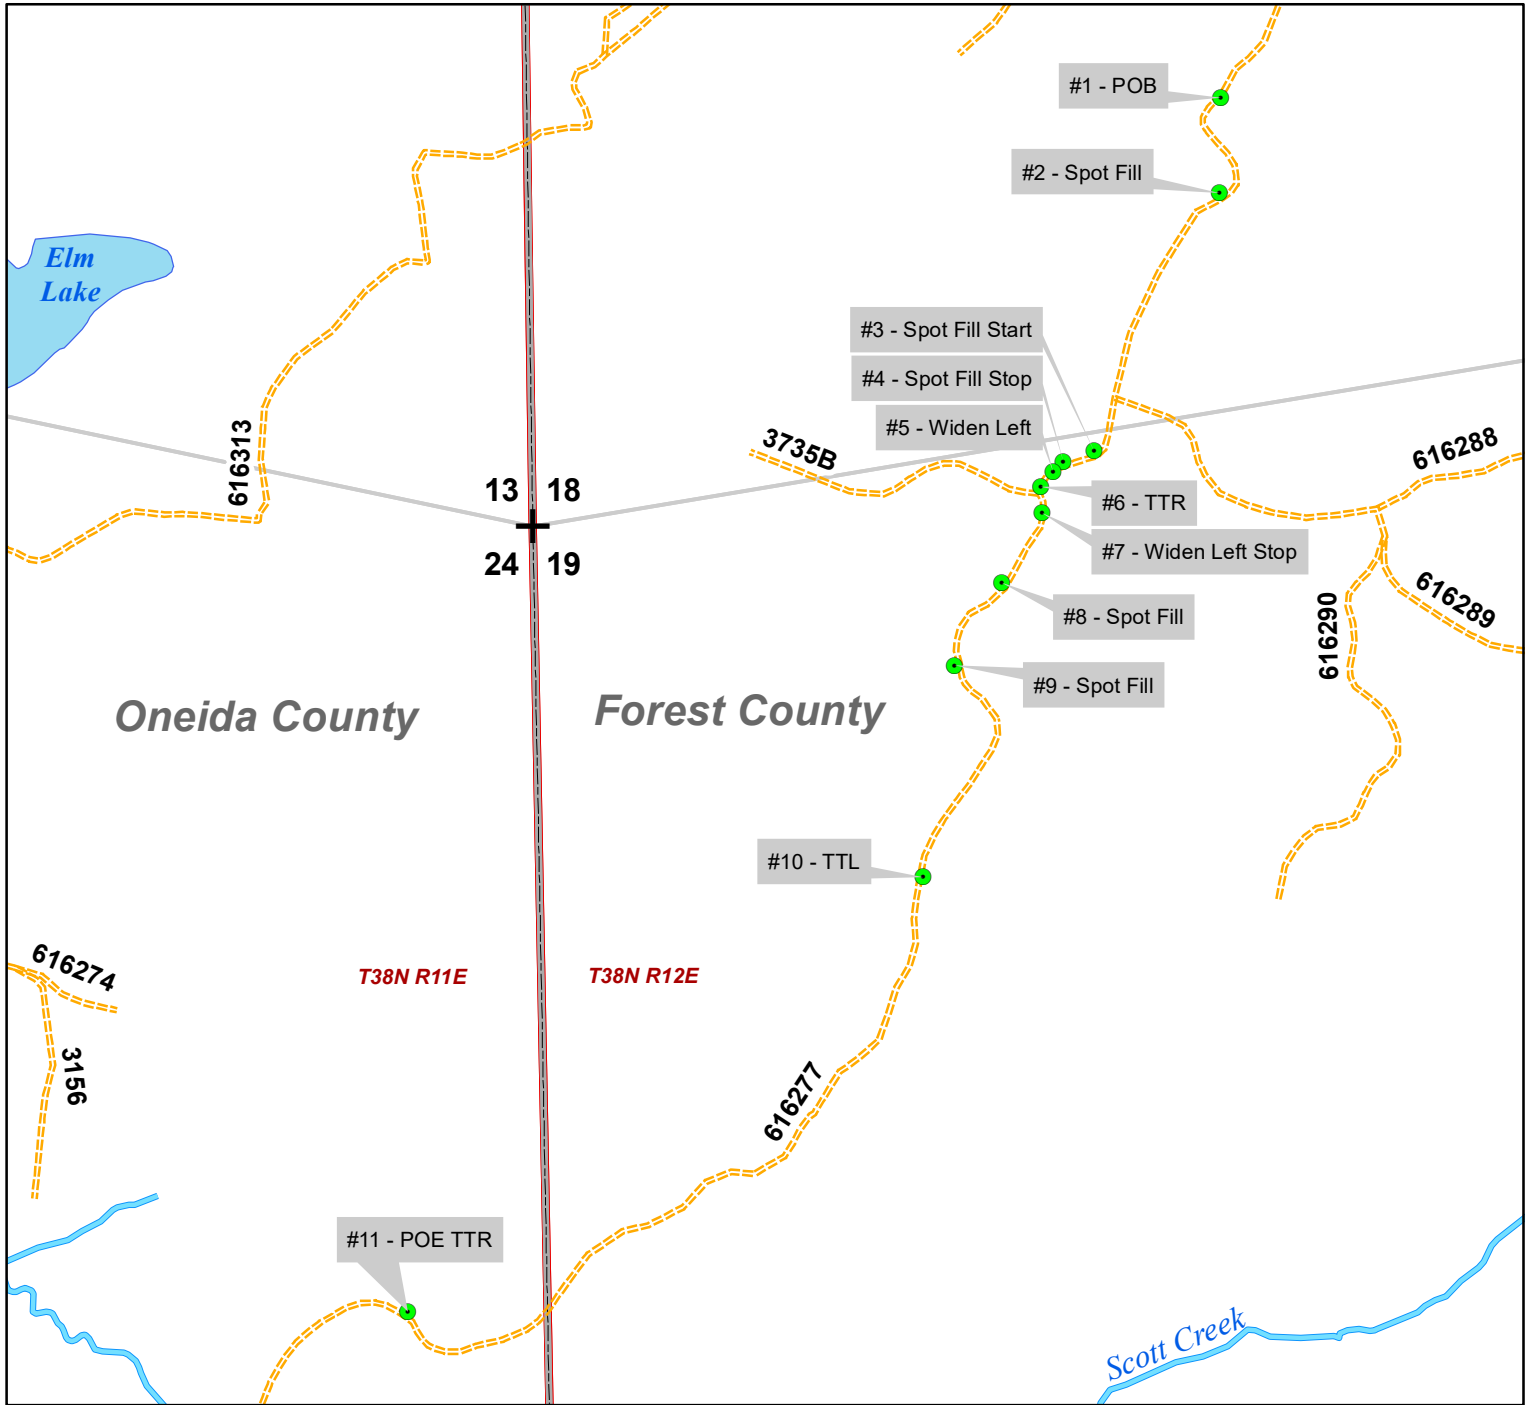 #1 - POB
#2 - Spot Fill
Elm
Lake
#3 - Spot Fill Start
#4 - Spot Fill Stop
#5 - Widen Left
616313
3735B
616288
13 18
#6 - TTR
#7 - Widen Left Stop
24 19
616289
616290
#8 - Spot Fill
#9 - Spot Fill
Oneida County
Forest County
#10 - TTL
616274
T38N R11E
T38N R12E
3156
616277
#11 - POE TTR
Scott Creek